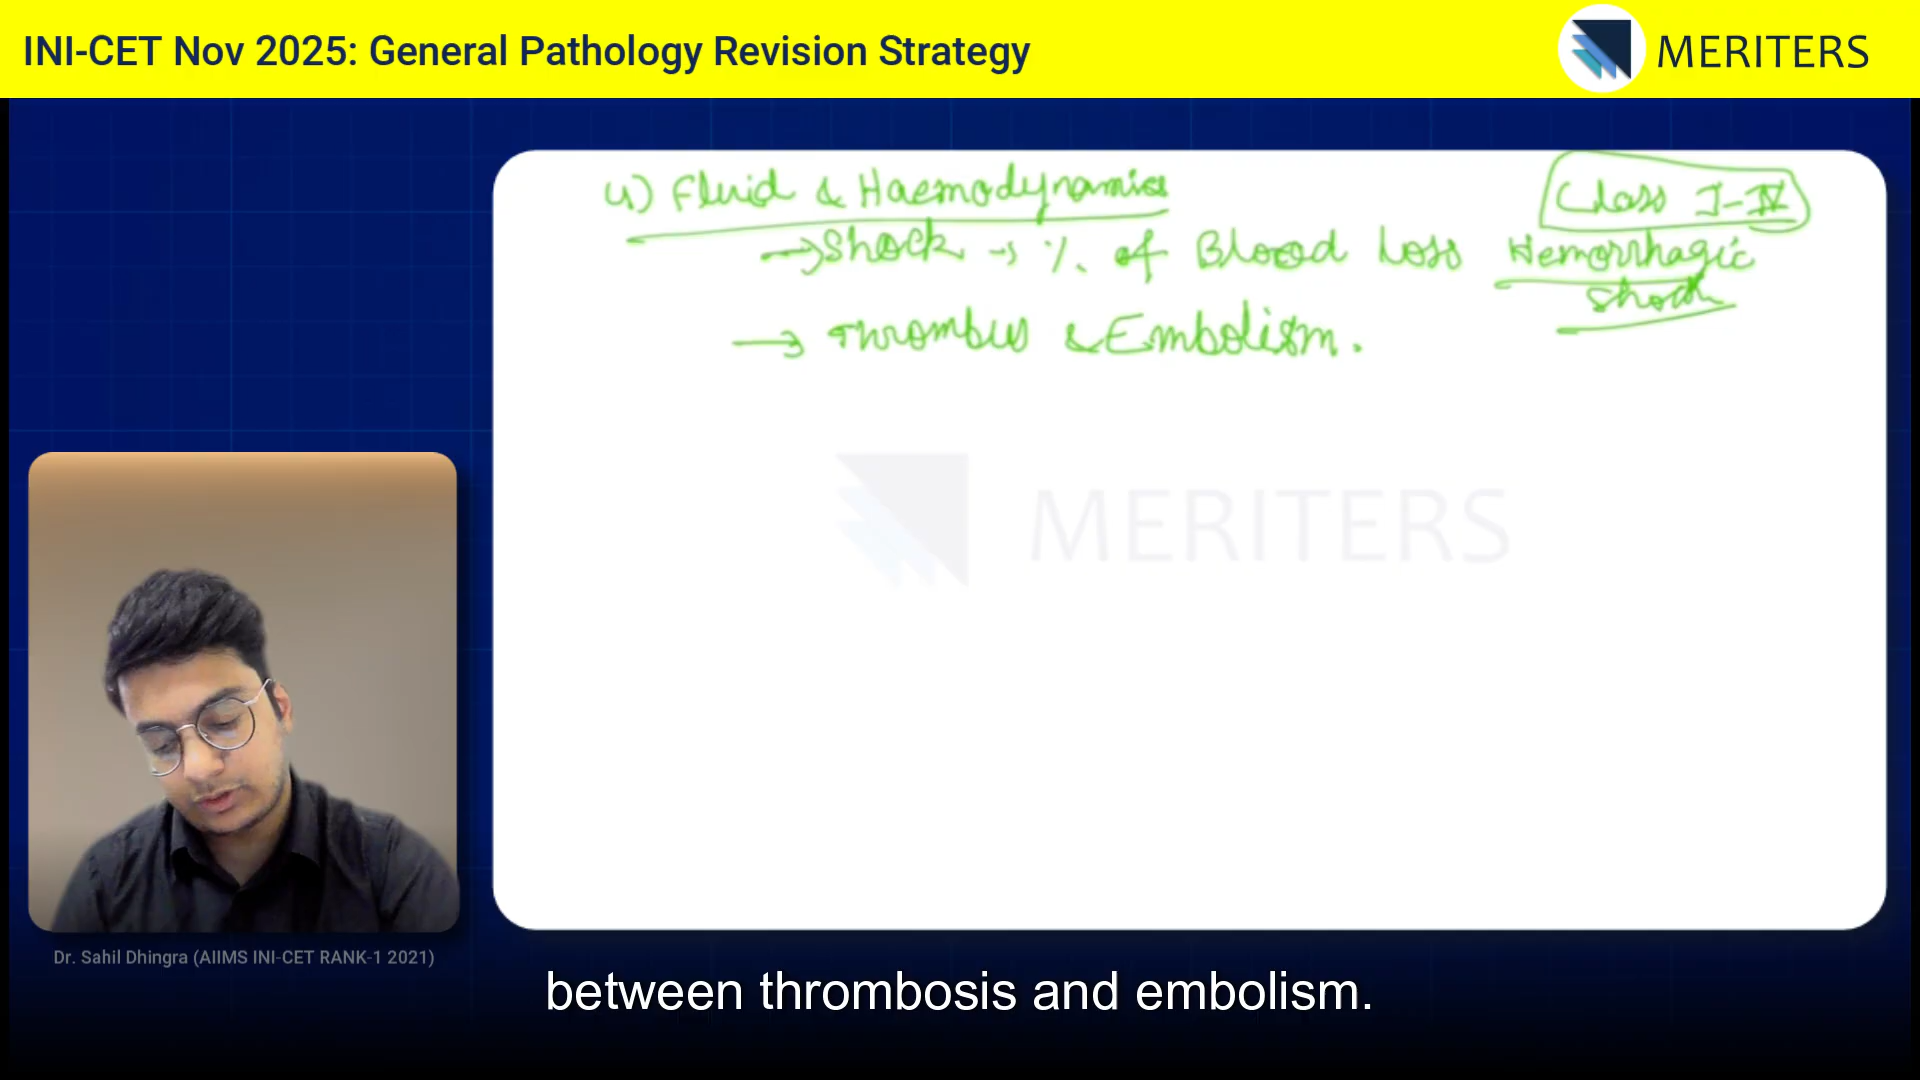 INI-CET Nov 2025: General Pathology Revision Strategy
MERITERS
4) Fluid & Haemodynamics
Class I-IV
→ Shock → % of Blood Loss Hemorrhagic
Shock
→ Thrombus & Embolism.
MERITERS
Dr. Sahil Dhingra (AIIMS INI-CET RANK-1 2021)
between thrombosis and embolism.